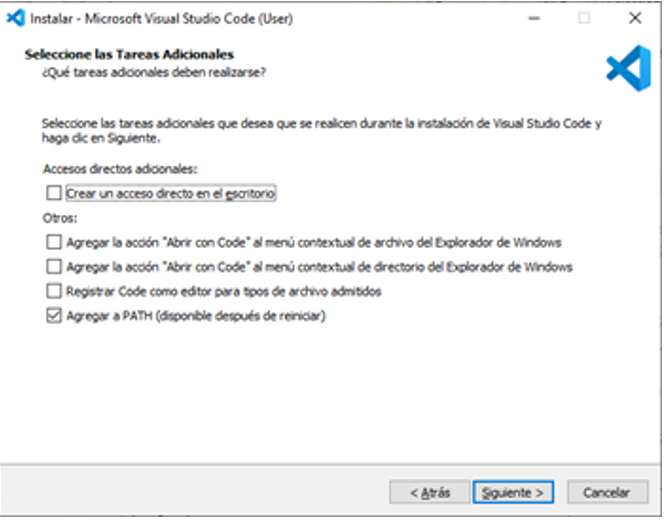 Instalar - Microsoft Visual Studio Code (User)
Seleccione las Tareas Adicionales
¿Qué tareas adicionales deben realizarse?
Seleccione las tareas adicionales que desea que se realicen durante la instalación de Visual Studio Code y
haga clic en Siguiente.
Accesos directos adicionales:
Crear un acceso directo en el escritorio
Otros:
Agregar la acción "Abrir con Code" al menú contextual de archivo del Explorador de Windows
Agregar la acción "Abrir con Code" al menú contextual de directorio del Explorador de Windows
Registrar Code como editor para tipos de archivo admitidos
Agregar a PATH (disponible después de reiniciar)
< Atrás Siguiente > Cancelar